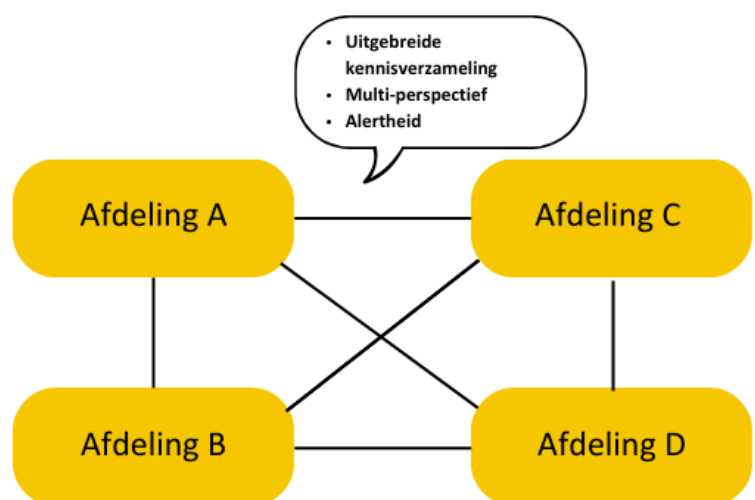 • Uitgebreide
kennisverzameling
• Multi-perspectief
• Alertheid
Afdeling A
Afdeling C
Afdeling B
Afdeling D